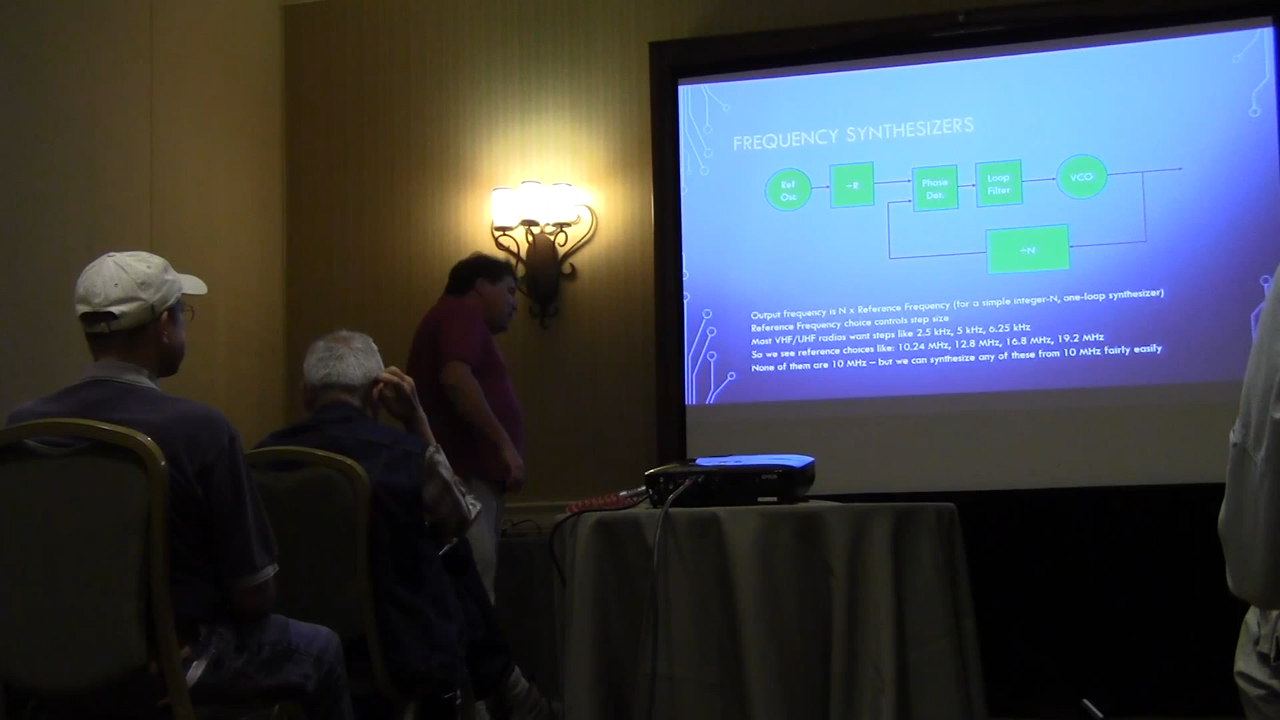 FREQUENCY SYNTHESIZERS
Ref
Osc
÷R
Phase
Det.
Loop
Filter
VCO
÷N
Output frequency is N x Reference Frequency (for a simple integer-N, one-loop synthesizer)
Reference Frequency choice controls step size
Most VHF/UHF radios want steps like 2.5 kHz, 5 kHz, 6.25 kHz
So we see reference choices like: 10.24 MHz, 12.8 MHz, 16.8 MHz, 19.2 MHz
None of them are 10 MHz – but we can synthesize any of these from 10 MHz fairly easily